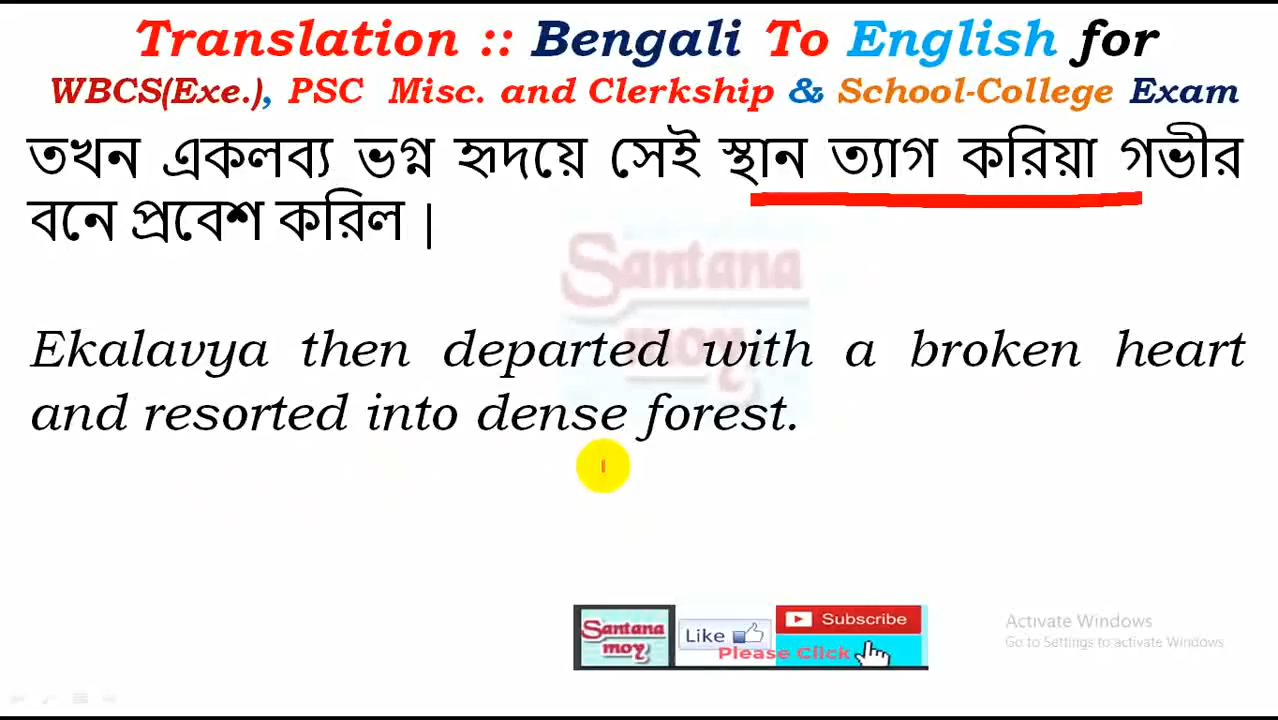 Translation :: Bengali To English for
WBCS(Exe.), PSC Misc. and Clerkship & School-College Exam
তখন একলব্য ভগ্ন হৃদয়ে সেই স্থান ত্যাগ করিয়া গভীর
বনে প্রবেশ করিল |
Santana
moy
Ekalavya then departed with a broken heart
and resorted into dense forest.
Santana
moy
Like
Subscribe
Please Click
Activate Windows
Go to Settings to activate Windows.